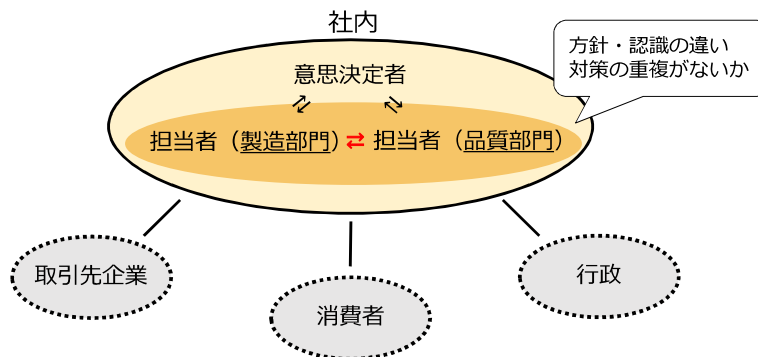 社内
方針・認識の違い
対策の重複がないか
意思決定者
担当者（製造部門）⇄ 担当者（品質部門）
取引先企業
消費者
行政